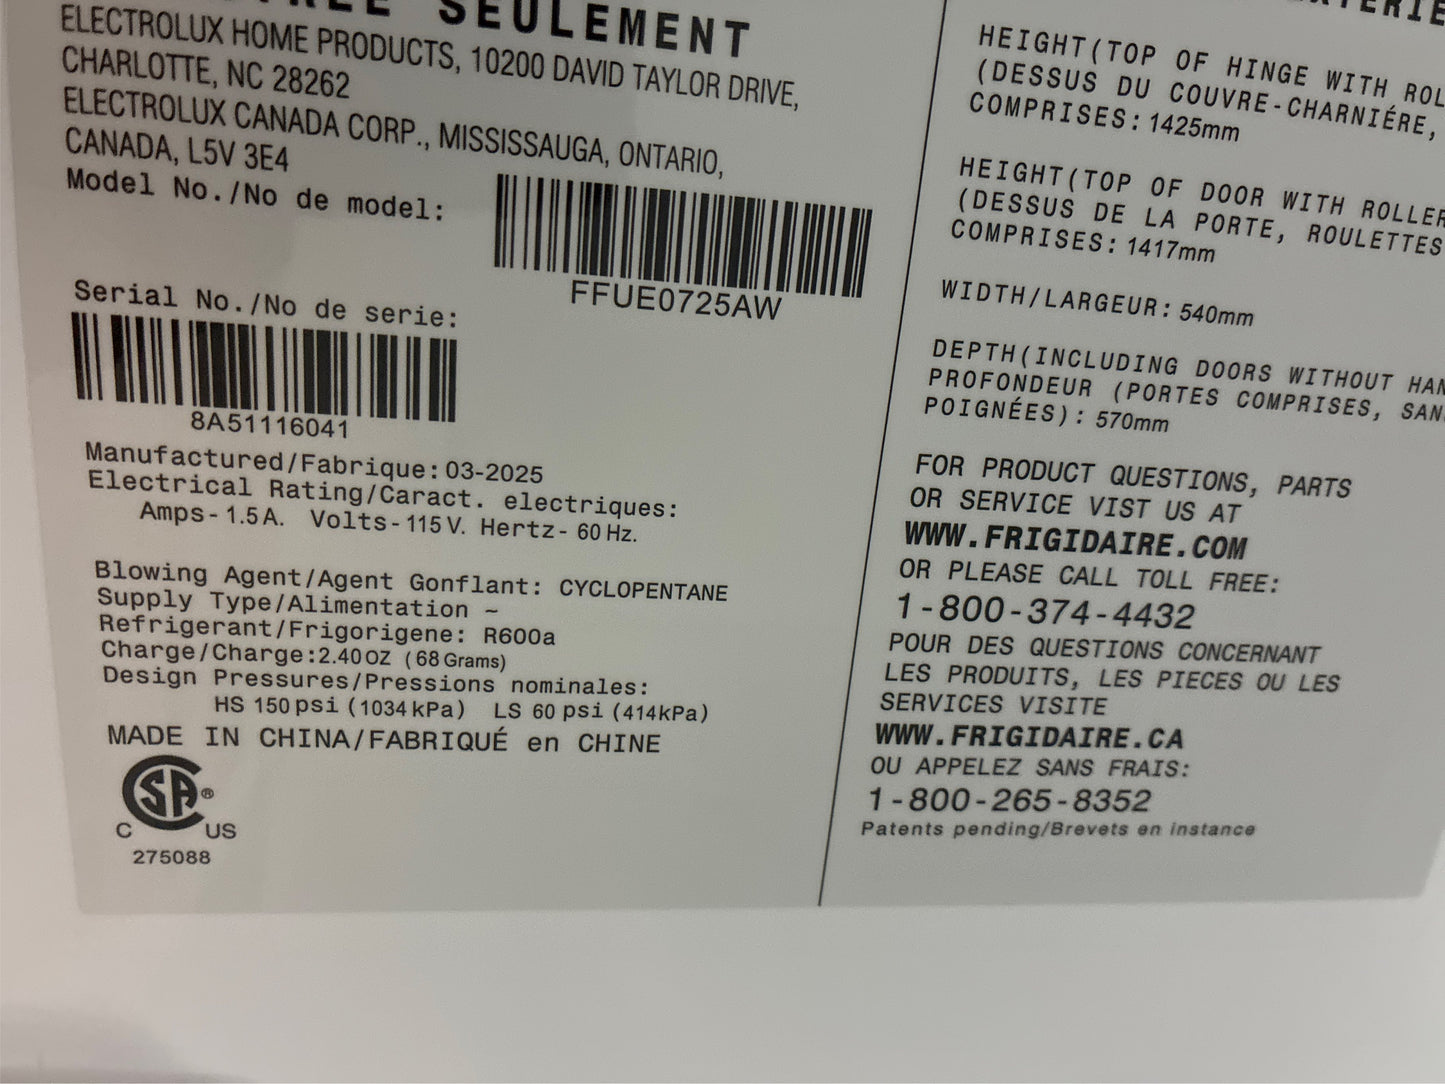 SEULEMENT
ELECTROLUX HOME PRODUCTS, 10200 DAVID TAYLOR DRIVE,
CHARLOTTE, NC 28262
ELECTROLUX CANADA CORP., MISSISSAUGA, ONTARIO,
CANADA, L5V 3E4
Model No./No de model:
FFUE0725AW
Serial No./No de serie:
8A51116041
Manufactured/Fabrique: 03-2025
Electrical Rating/Caract. electriques:
Amps- 1.5 A. Volts- 115 V. Hertz- 60 Hz.
Blowing Agent/Agent Gonflant: CYCLOPENTANE
Supply Type/Alimentation ~
Refrigerant/Frigorigene: R600a
Charge/Charge:2.40 OZ (68 Grams)
Design Pressures/Pressions nominales:
HS 150 psi (1034 kPa) LS 60 psi (414kPa)
MADE IN CHINA/FABRIQUÉ en CHINE
CSA®
C US
275088
HEIGHT(TOP OF HINGE WITH
(DESSUS DU COUVRE-CHARNIÉRE,
COMPRISES: 1425mm
HEIGHT(TOP OF DOOR WITH ROLLER
(DESSUS DE LA PORTE, ROULETTES
COMPRISES: 1417mm
WIDTH/LARGEUR: 540mm
DEPTH(INCLUDING DOORS WITHOUT
PROFONDEUR (PORTES COMPRISES,
POIGNÉES): 570mm
FOR PRODUCT QUESTIONS, PARTS
OR SERVICE VIST US AT
WWW.FRIGIDAIRE.COM
OR PLEASE CALL TOLL FREE:
1-800-374-4432
POUR DES QUESTIONS CONCERNANT
LES PRODUITS, LES PIECES OU LES
SERVICES VISITE
WWW.FRIGIDAIRE.CA
OU APPELEZ SANS FRAIS:
1-800-265-8352
Patents pending/Brevets en instance